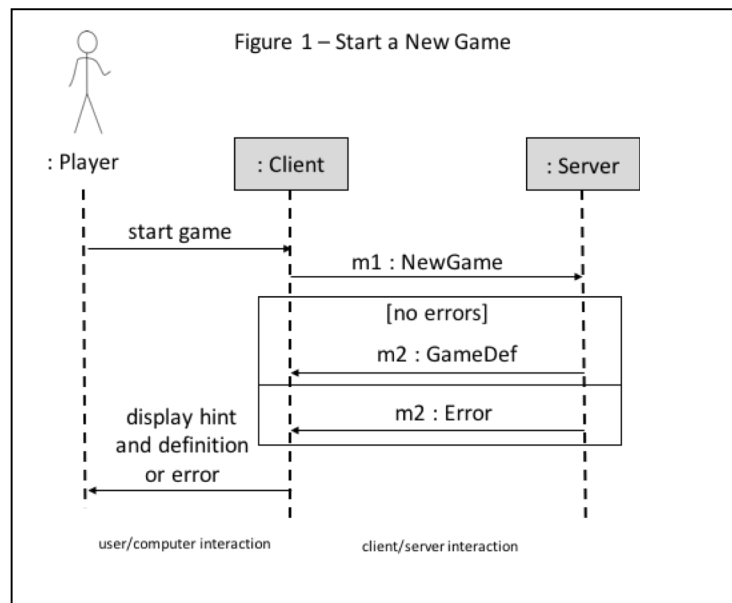 Figure 1 – Start a New Game
: Player
: Client
: Server
start game
m1 : NewGame
[no errors]
m2 : GameDef
m2 : Error
display hint
and definition
or error
user/computer interaction
client/server interaction